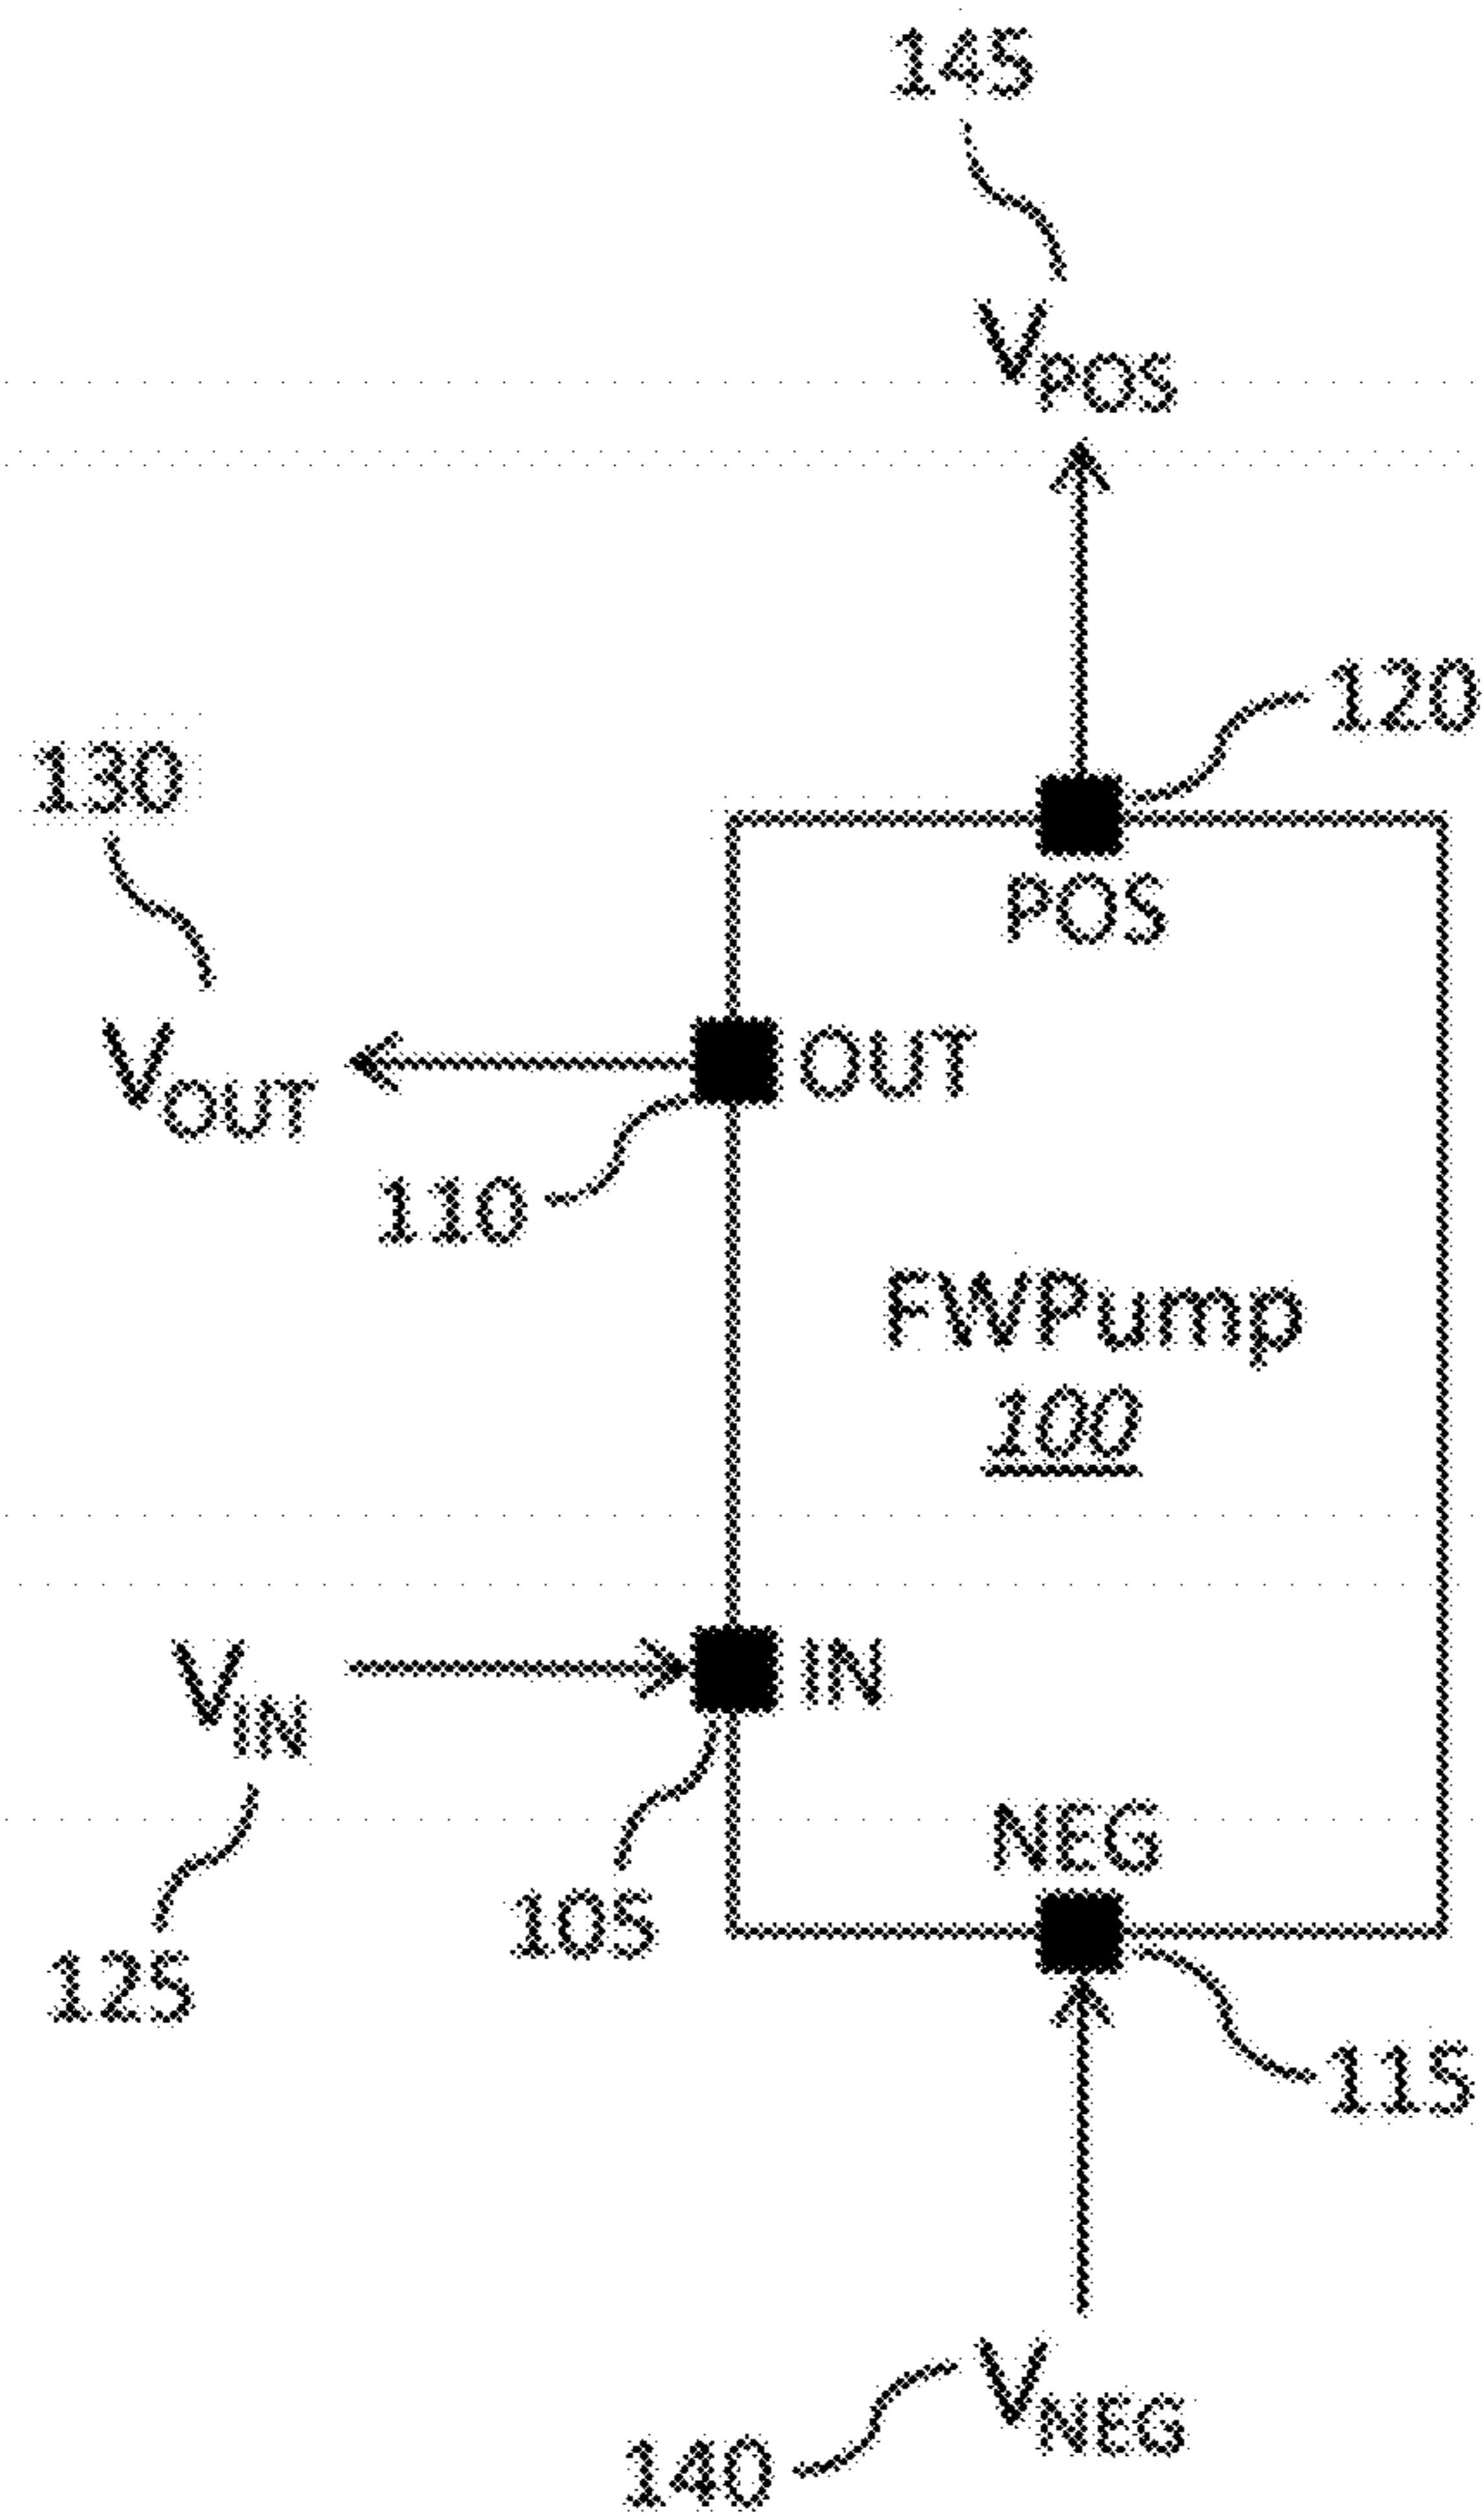 145
VPOS
120
130
POS
OUT
VOUT
110
FWPump
100
VIN
IN
NEG
105
125
115
VNEG
140